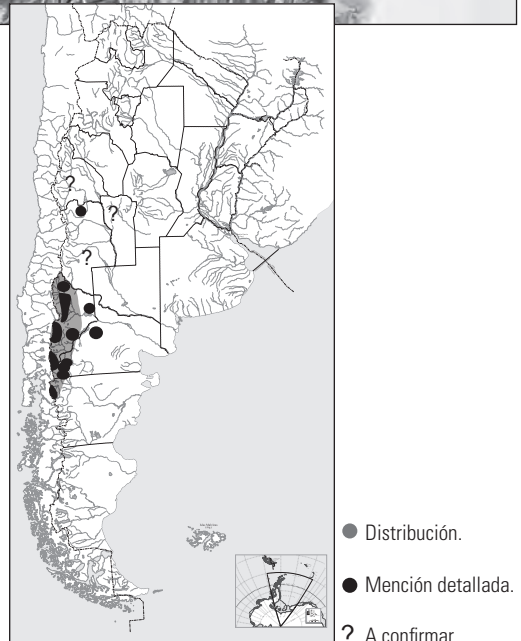 ?
?
?
Distribución.
Mención detallada.
? A confirmar